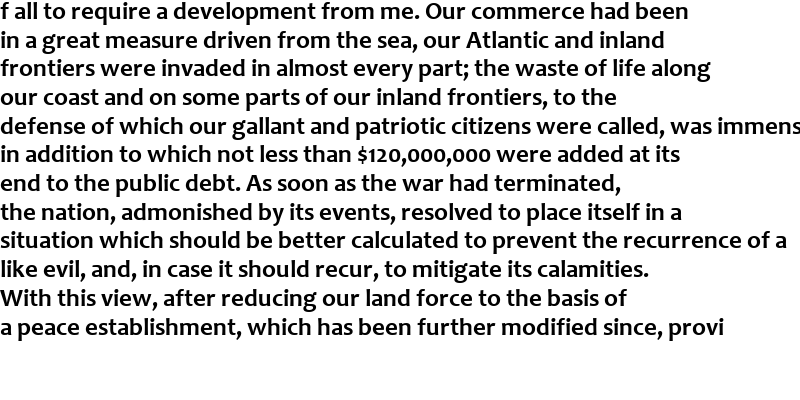 f all to require a development from me. Our commerce had been
in a great measure driven from the sea, our Atlantic and inland
frontiers were invaded in almost every part; the waste of life along
our coast and on some parts of our inland frontiers, to the
defense of which our gallant and patriotic citizens were called, was immens
in addition to which not less than $120,000,000 were added at its
end to the public debt. As soon as the war had terminated,
the nation, admonished by its events, resolved to place itself in a
situation which should be better calculated to prevent the recurrence of a
like evil, and, in case it should recur, to mitigate its calamities.
With this view, after reducing our land force to the basis of
a peace establishment, which has been further modified since, provi